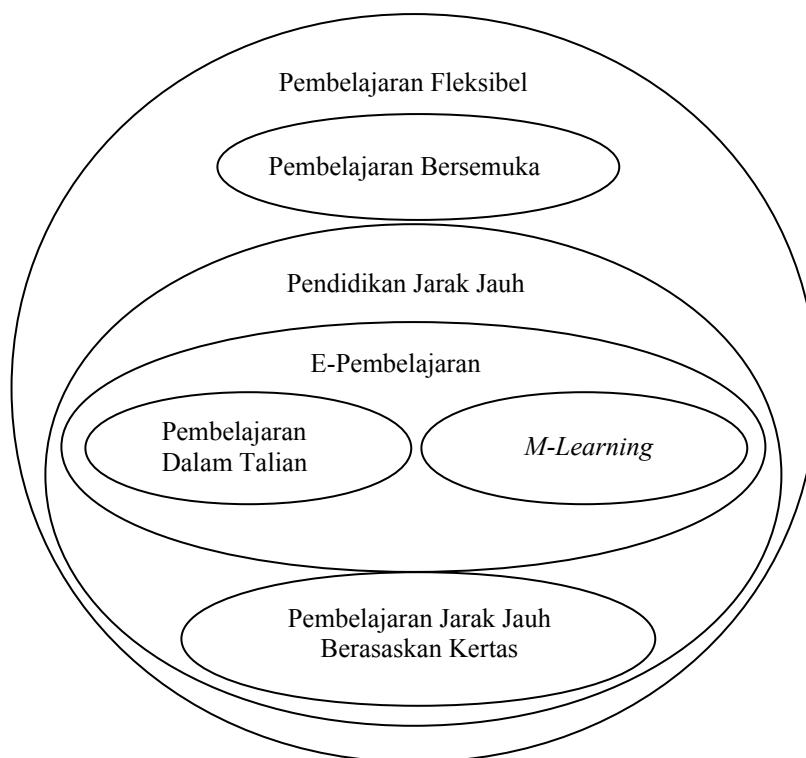 Pembelajaran Fleksibel
Pembelajaran Bersemuka
Pendidikan Jarak Jauh
E-Pembelajaran
Pembelajaran
Dalam Talian
M-Learning
Pembelajaran Jarak Jauh
Berasaskan Kertas